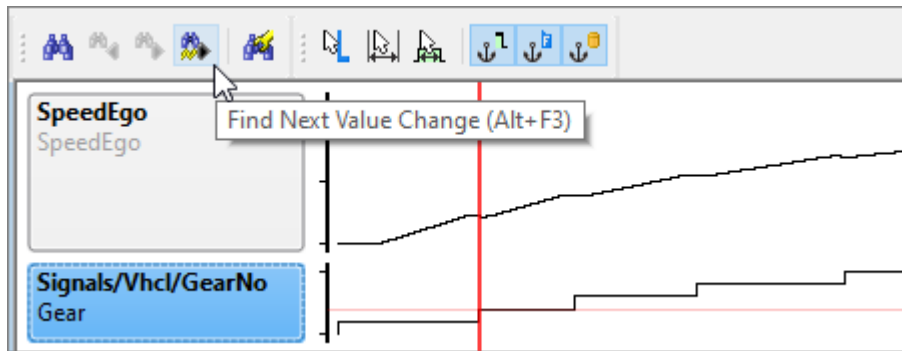 Find Next Value Change (Alt+F3)
SpeedEgo
SpeedEgo
Signals/Vhcl/GearNo
Gear